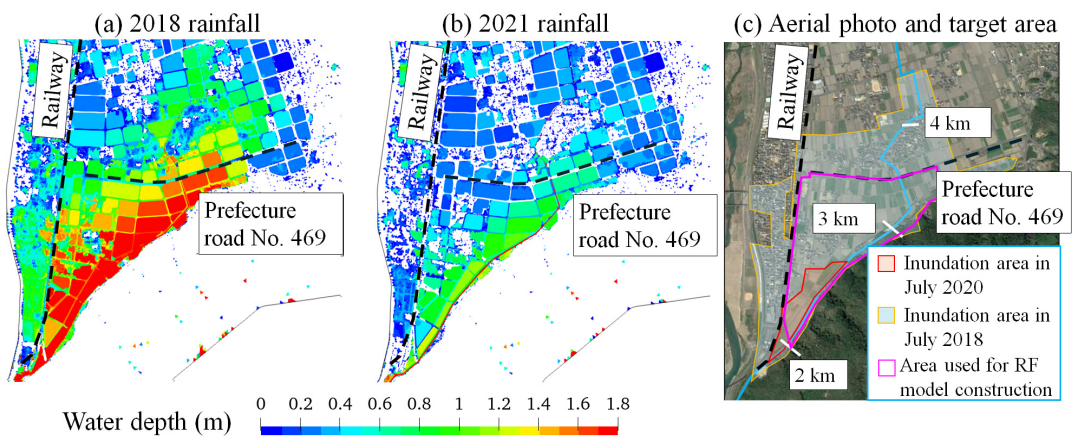 (a) 2018 rainfall
(b) 2021 rainfall
(c) Aerial photo and target area
Railway
Prefecture
road No. 469
Railway
Prefecture
road No. 469
Railway
4 km
Prefecture
road No. 469
3 km
2 km
Inundation area in
July 2020
Inundation area in
July 2018
Area used for RF
model construction
Water depth (m)
0 0.2 0.4 0.6 0.8 1 1.2 1.4 1.6 1.8